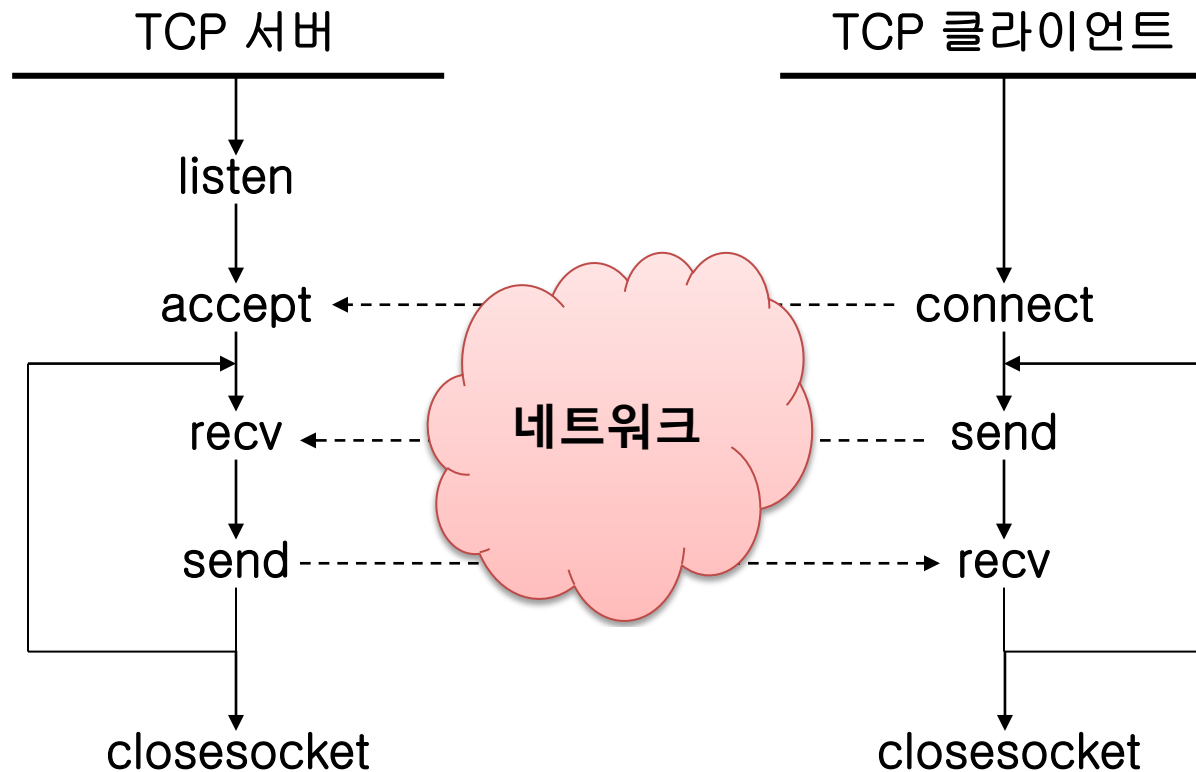 TCP 서버
TCP 클라이언트
listen
accept
connect
recv
네트워크
send
send
recv
closesocket
closesocket